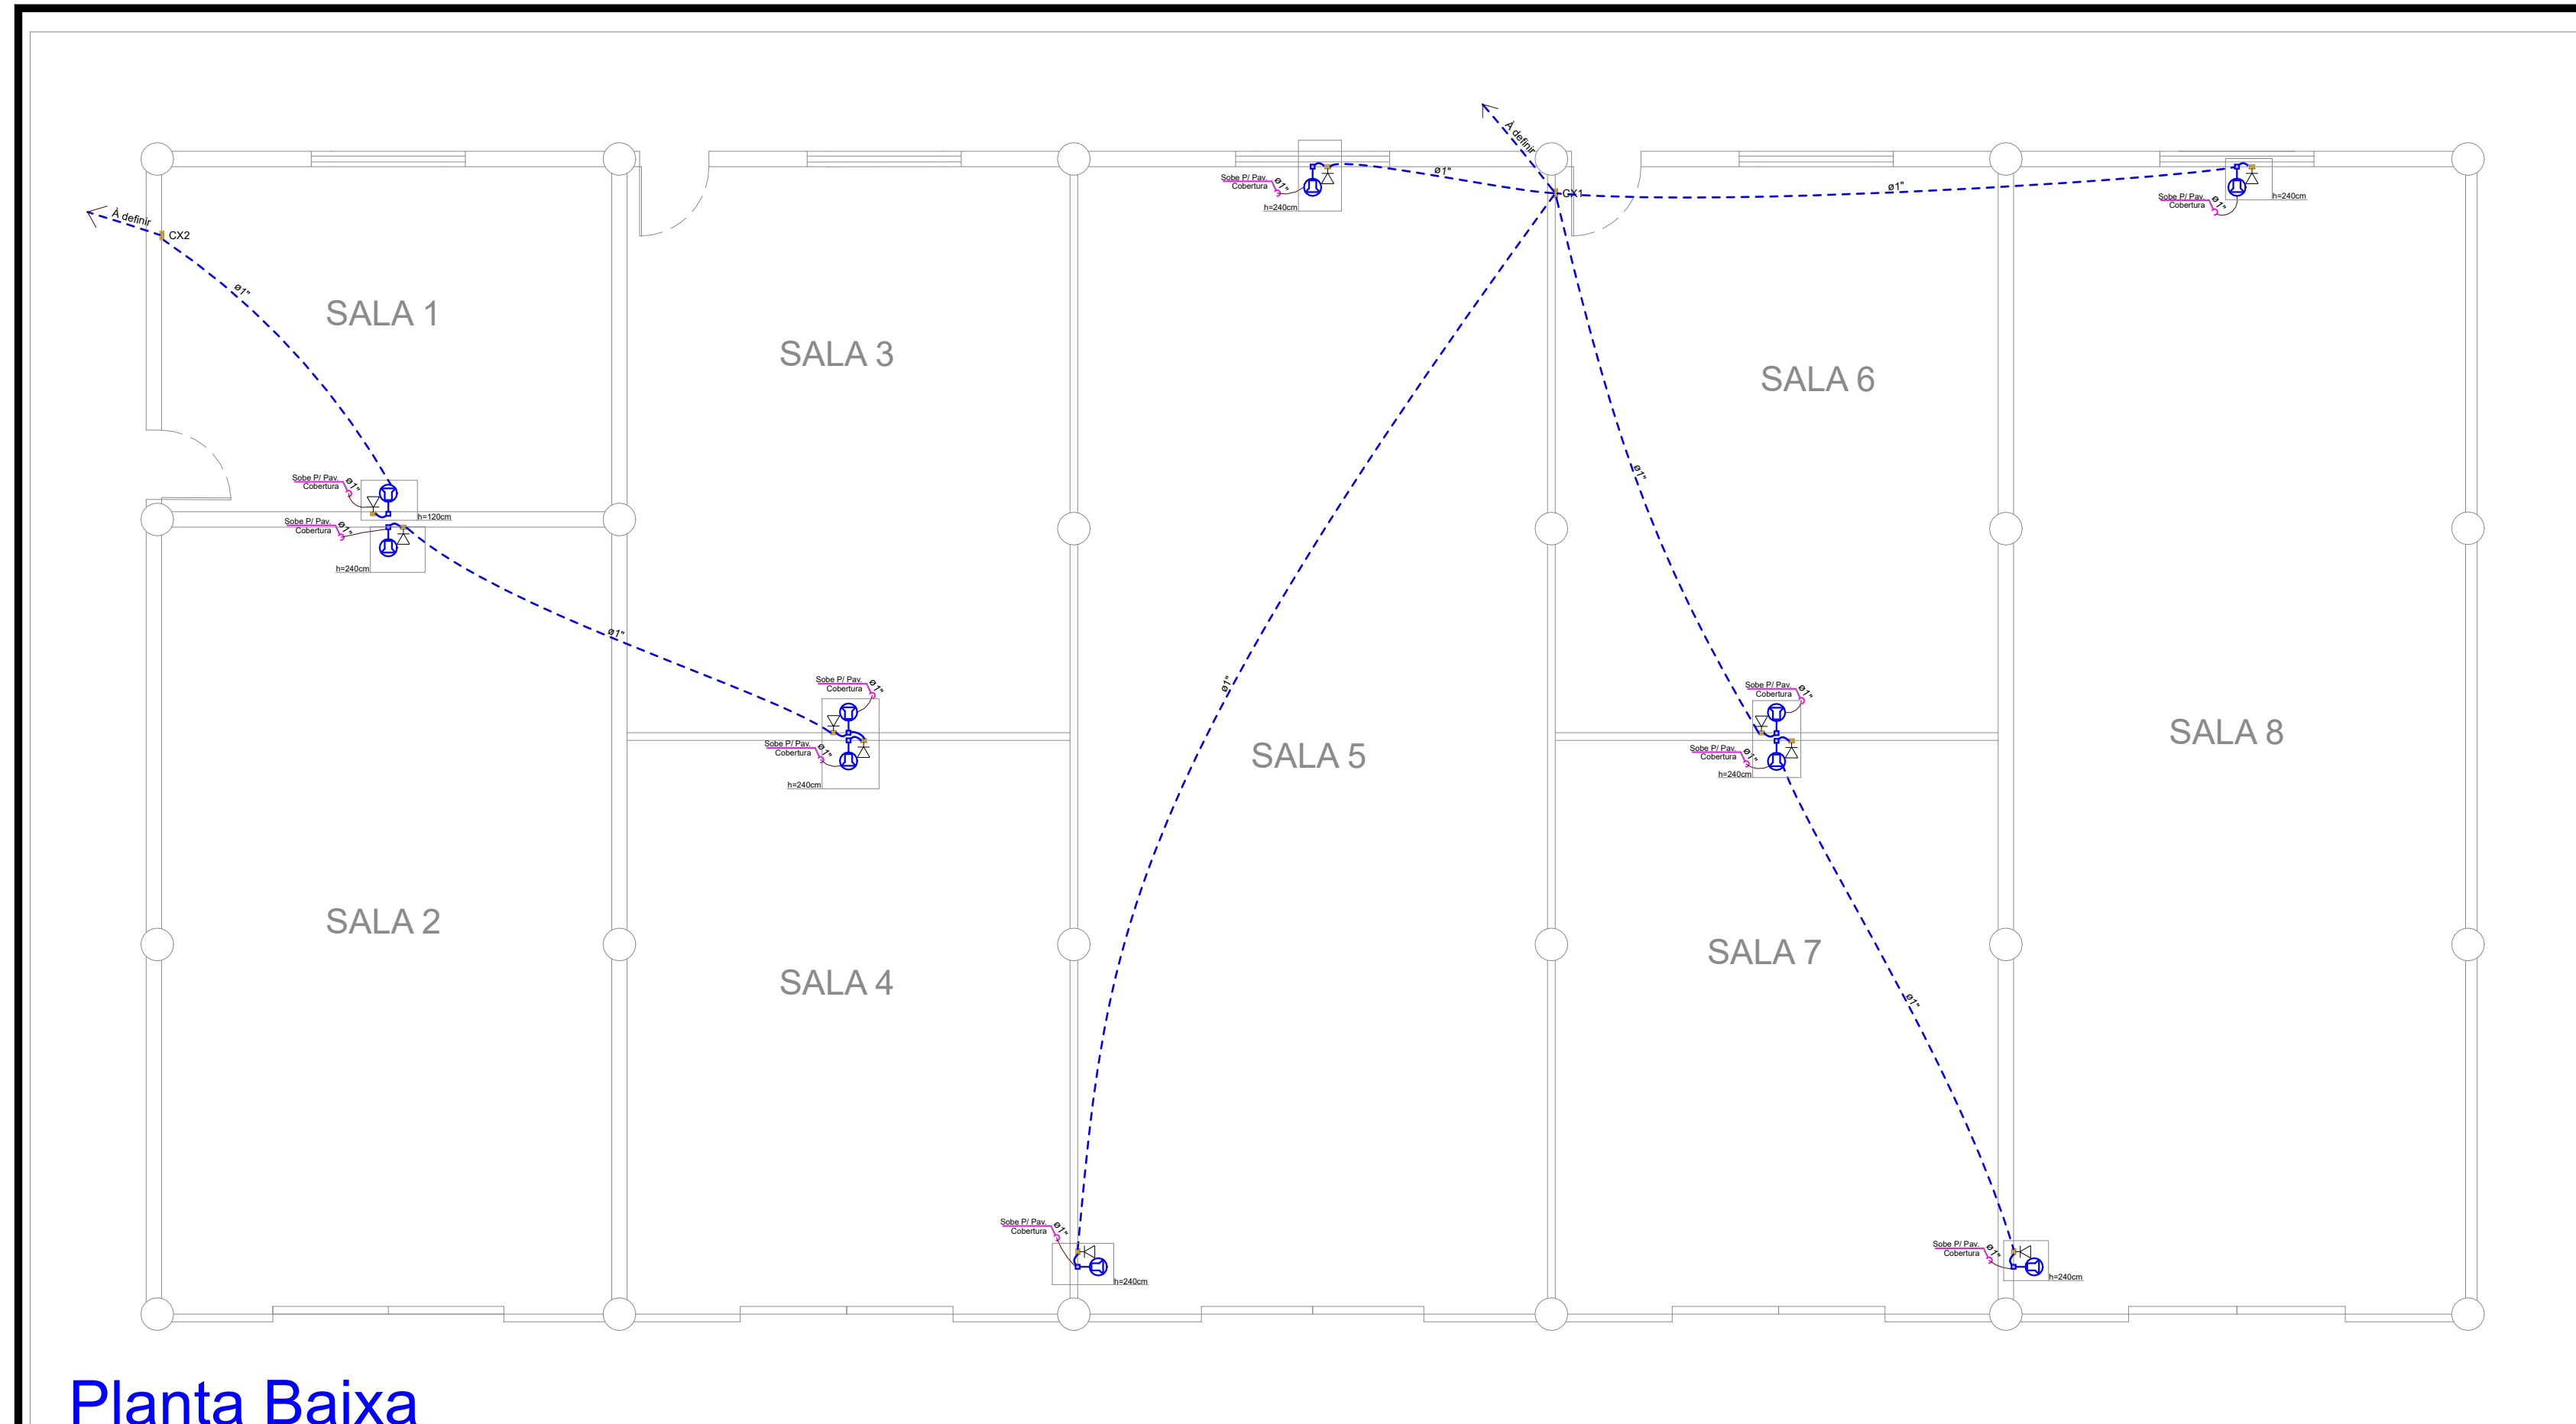 À definir
ø1"
CX1
ø1"
ø1"
Sobe P/ Pav.
Cobertura
ø1"
h=240cm
Sobe P/ Pav.
Cobertura
ø1"
h=240cm
À definir
CX2
ø1"
SALA 1
SALA 3
SALA 6
ø1"
Sobe P/ Pav.
Cobertura
ø1"
h=120cm
Sobe P/ Pav.
Cobertura
ø1"
h=240cm
ø1"
Sobe P/ Pav.
Cobertura
ø1"
Sobe P/ Pav.
Cobertura
ø1"
h=240cm
ø1"
SALA 5
Sobe P/ Pav.
Cobertura
ø1"
Sobe P/ Pav.
Cobertura
ø1"
h=240cm
SALA 8
SALA 2
SALA 4
SALA 7
ø1"
Sobe P/ Pav.
Cobertura
ø1"
h=240cm
Sobe P/ Pav.
Cobertura
ø1"
h=240cm
Planta Baixa